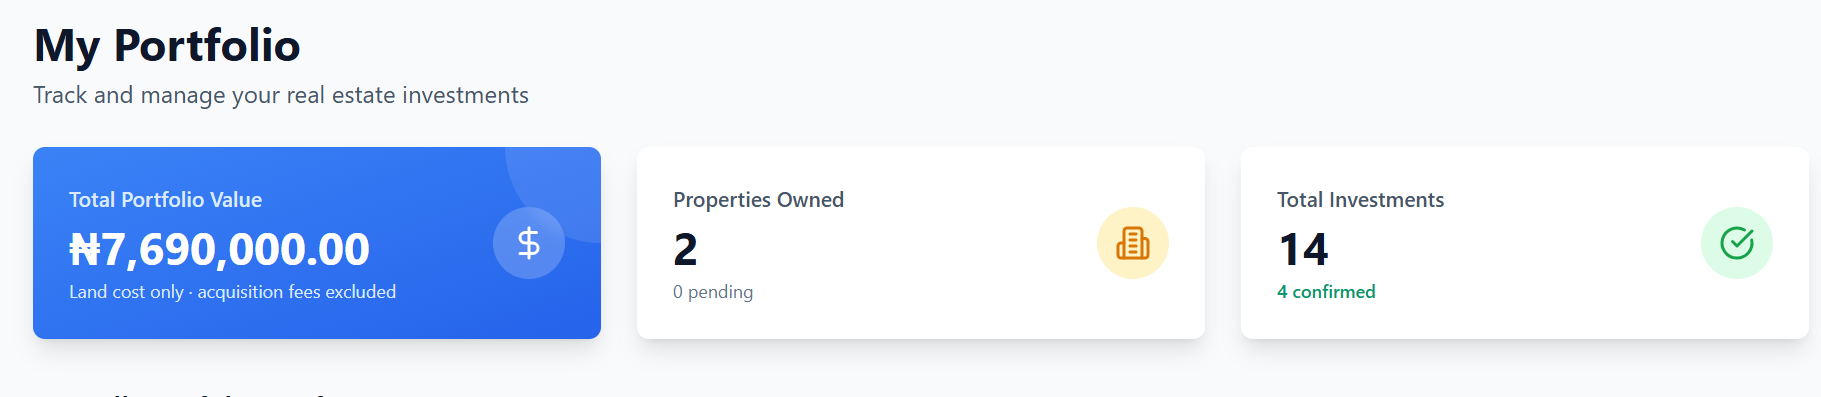 My Portfolio
Track and manage your real estate investments
Total Portfolio Value
₦7,690,000.00
Land cost only · acquisition fees excluded
Properties Owned
2
0 pending
Total Investments
14
4 confirmed